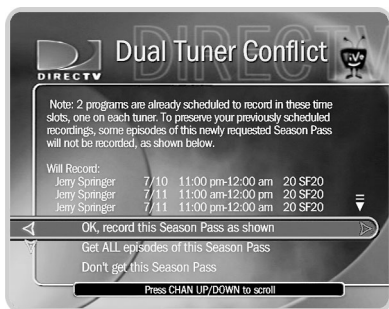 Dual Tuner Conflict
DIRECTV
TiVo
Note: 2 programs are already scheduled to record in these time
slots, one on each tuner. To preserve your previously scheduled
recordings, some episodes of this newly requested Season Pass
will not be recorded, as shown below.
Will Record:
Jerry Springer 7/10 11:00 pm-12:00 am 20 SF20
Jerry Springer 7/11 11:00 pm-12:00 am 20 SF20
Jerry Springer 7/11 11:00 pm-12:00 am 20 SF20
OK, record this Season Pass as shown
Get ALL episodes of this Season Pass
Don't get this Season Pass
Press CHAN UP/DOWN to scroll